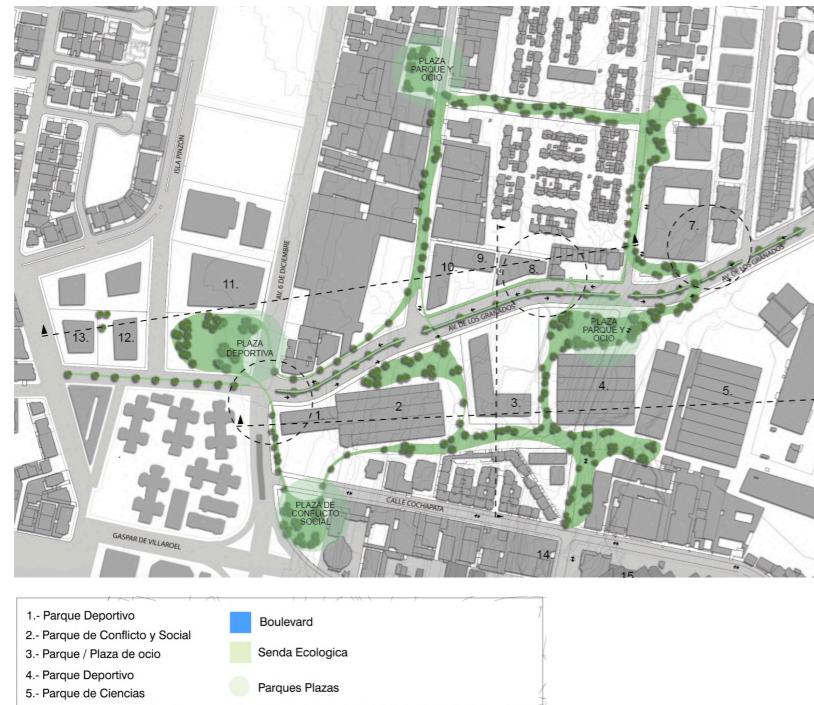 PLAZA
PARQUE Y
OCIO
ISLA PINZÓN
AV. 6 DE DICIEMBRE
7.
9.
8.
10.
11.
AV. DE LOS GRANADOS
AV. DE LOS GRANADOS
13.
12.
PLAZA
DEPORTIVA
PLAZA
PARQUE Y
OCIO
4.
5.
3.
1.
2
PLAZA DE
CONFLICTO
SOCIAL
CALLE COCHAPATA
GASPAR DE VILLAROEL
14.
15.
1.- Parque Deportivo
2.- Parque de Conflicto y Social
3.- Parque / Plaza de ocio
4.- Parque Deportivo
5.- Parque de Ciencias
Boulevard
Senda Ecologica
Parques Plazas